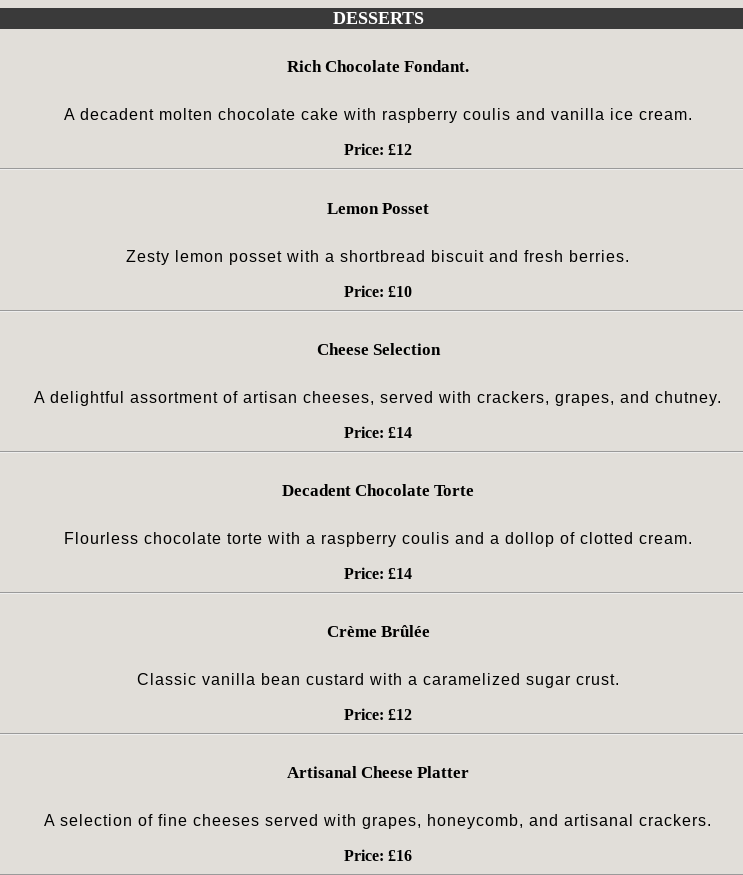 DESSERTS
Rich Chocolate Fondant.
A decadent molten chocolate cake with raspberry coulis and vanilla ice cream.
Price: £12
Lemon Posset
Zesty lemon posset with a shortbread biscuit and fresh berries.
Price: £10
Cheese Selection
A delightful assortment of artisan cheeses, served with crackers, grapes, and chutney.
Price: £14
Decadent Chocolate Torte
Flourless chocolate torte with a raspberry coulis and a dollop of clotted cream.
Price: £14
Crème Brûlée
Classic vanilla bean custard with a caramelized sugar crust.
Price: £12
Artisanal Cheese Platter
A selection of fine cheeses served with grapes, honeycomb, and artisanal crackers.
Price: £16